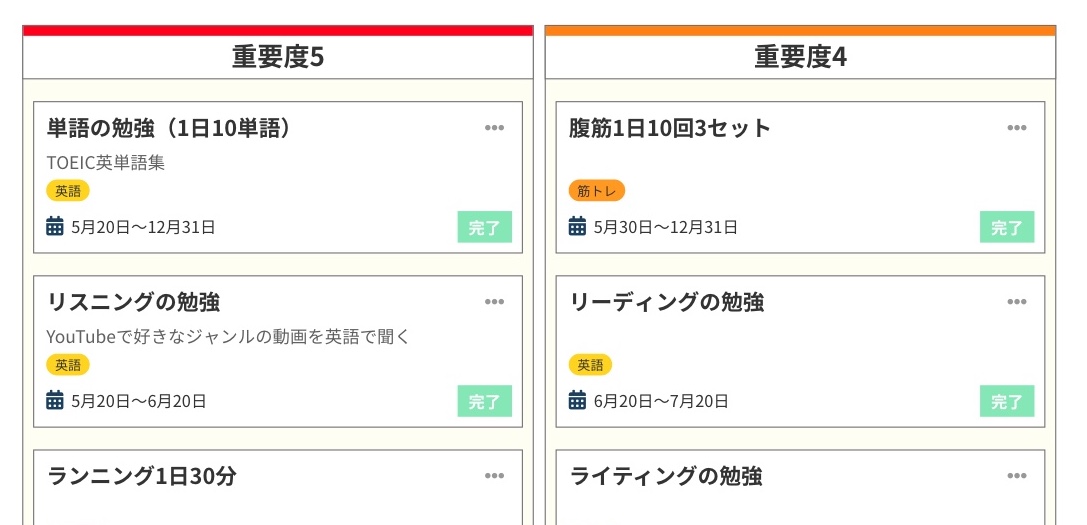 重要度5
単語の勉強（1日10単語）
TOEIC英単語集
英語
5月20日〜12月31日
完了
リスニングの勉強
YouTubeで好きなジャンルの動画を英語で聞く
英語
5月20日〜6月20日
完了
ランニング1日30分
重要度4
腹筋1日10回3セット
筋トレ
5月30日〜12月31日
完了
リーディングの勉強
英語
6月20日〜7月20日
完了
ライティングの勉強